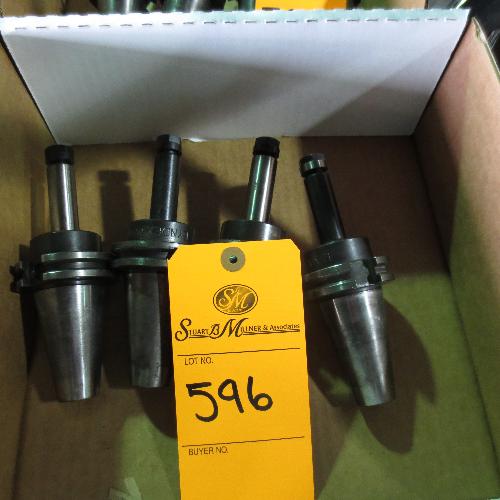 SM
STUART B MILLNER & Associates
LOT NO.
596
BUYER NO.